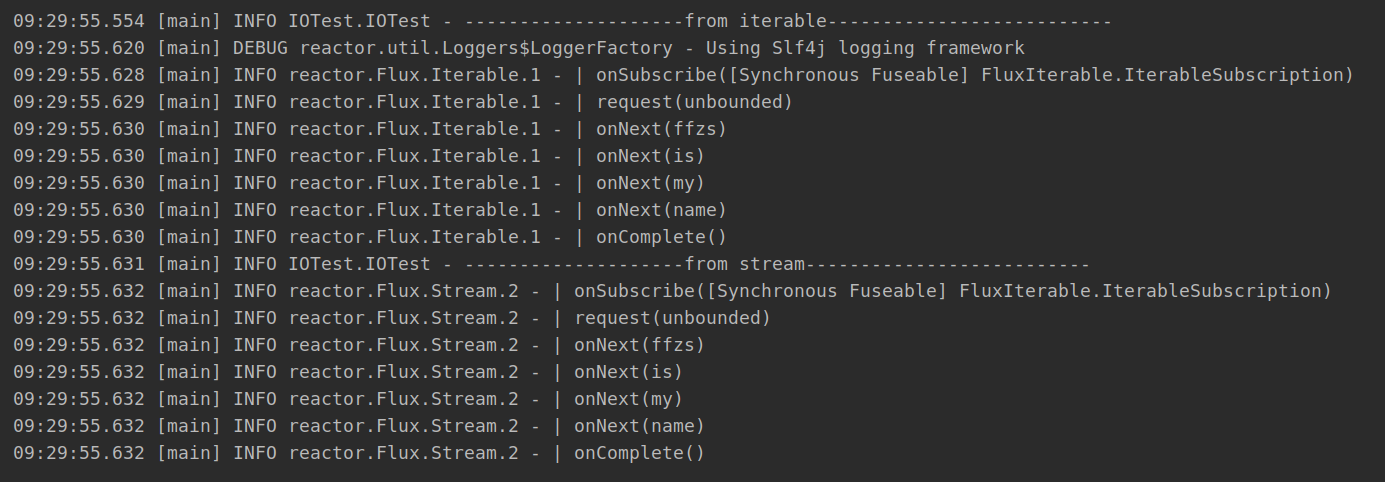 09:29:55.554 [main] INFO IOTest.IOTest - --------------------from iterable--------------------------
09:29:55.620 [main] DEBUG reactor.util.Loggers$LoggerFactory - Using Slf4j logging framework
09:29:55.628 [main] INFO reactor.Flux.Iterable.1 - | onSubscribe([Synchronous Fuseable] FluxIterable.IterableSubscription)
09:29:55.629 [main] INFO reactor.Flux.Iterable.1 - | request(unbounded)
09:29:55.630 [main] INFO reactor.Flux.Iterable.1 - | onNext(ffzs)
09:29:55.630 [main] INFO reactor.Flux.Iterable.1 - | onNext(is)
09:29:55.630 [main] INFO reactor.Flux.Iterable.1 - | onNext(my)
09:29:55.630 [main] INFO reactor.Flux.Iterable.1 - | onNext(name)
09:29:55.630 [main] INFO reactor.Flux.Iterable.1 - | onComplete()
09:29:55.631 [main] INFO IOTest.IOTest - --------------------from stream--------------------------
09:29:55.632 [main] INFO reactor.Flux.Stream.2 - | onSubscribe([Synchronous Fuseable] FluxIterable.IterableSubscription)
09:29:55.632 [main] INFO reactor.Flux.Stream.2 - | request(unbounded)
09:29:55.632 [main] INFO reactor.Flux.Stream.2 - | onNext(ffzs)
09:29:55.632 [main] INFO reactor.Flux.Stream.2 - | onNext(is)
09:29:55.632 [main] INFO reactor.Flux.Stream.2 - | onNext(my)
09:29:55.632 [main] INFO reactor.Flux.Stream.2 - | onNext(name)
09:29:55.632 [main] INFO reactor.Flux.Stream.2 - | onComplete()